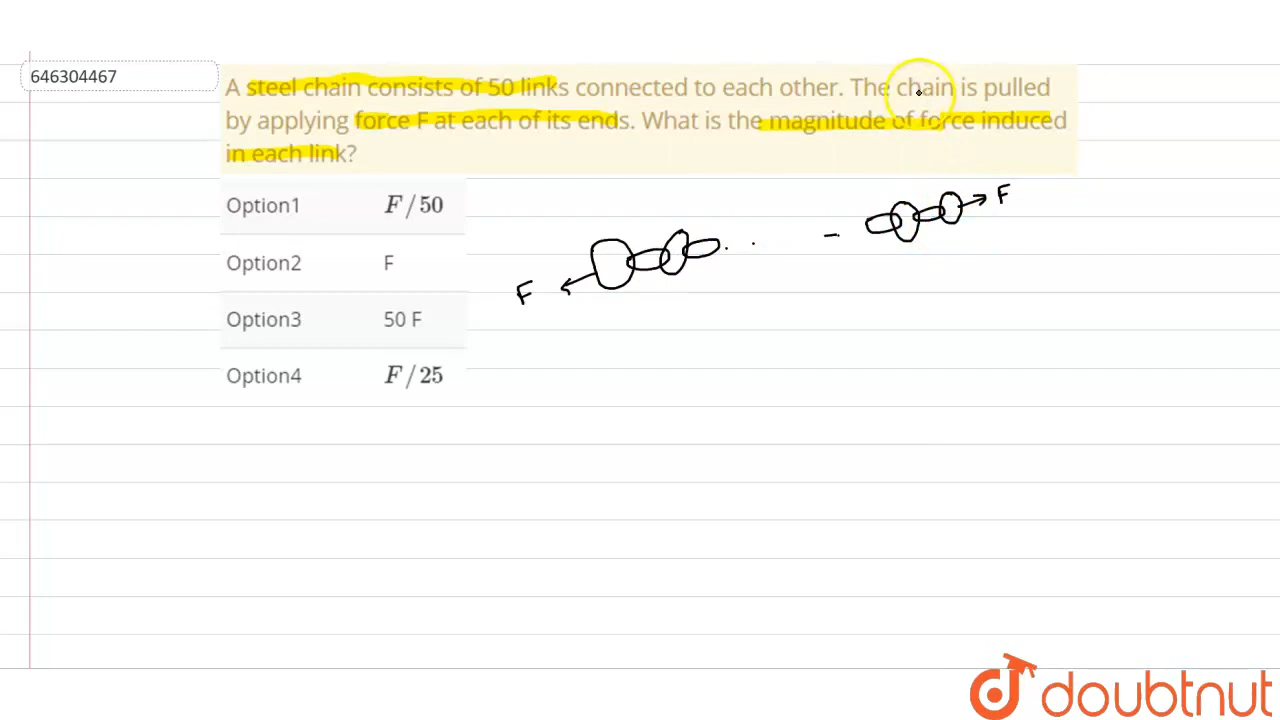 646304467
A steel chain consists of 50 links connected to each other. The chain is pulled
by applying force F at each of its ends. What is the magnitude of force induced
in each link?
Option1 F / 50
Option2 F
Option3 50 F
Option4 F / 25
F
F
doubtnut